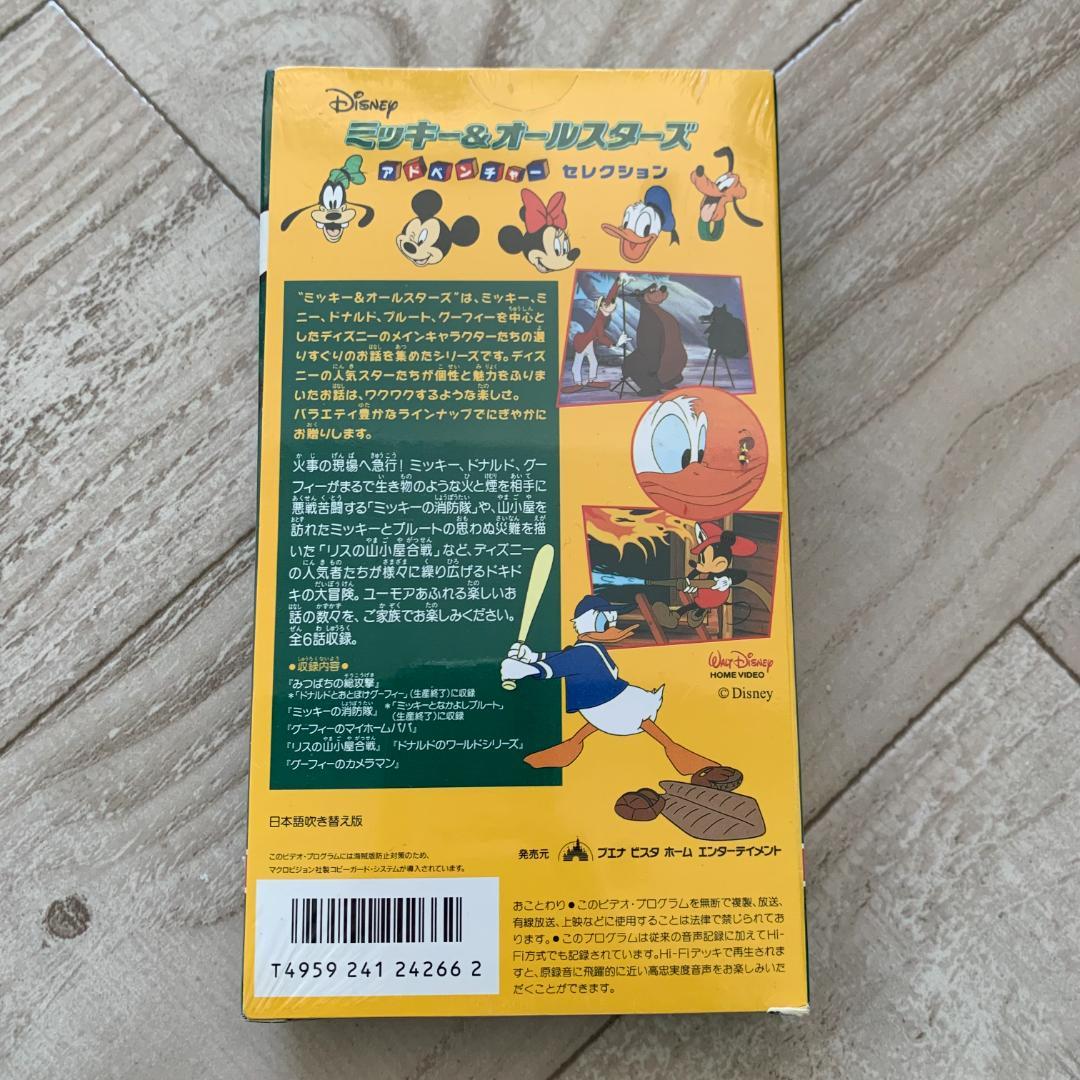 Disney
ミッキー&オールスターズ
アドベンチャー セレクション
"ミッキー&オールスターズ"は、ミッキー、ミ
ニー、ドナルド、プルート、グーフィーを中心と
したディズニーのメインキャラクターたちの選
りすぐりのお話を集めたシリーズです。ディズ
ニーの人気スターたちが個性と魅力をふりま
いたお話は、ワクワクするような楽しさ。
バラエティ豊かなラインナップでにぎやかに
お贈りします。
火事の現場へ急行!ミッキー、ドナルド、グー
フィーがまるで生き物のような火と煙を相手に
悪戦苦闘する「ミッキーの消防隊」や、山小屋を
訪れたミッキーとプルートの思わぬ災難を描
いた「リスの山小屋合戦」など、ディズニー
の人気者たちが様々に繰り広げるドキド
キの大冒険。ユーモアあふれる楽しいお
話の数々を、ご家族でお楽しみください。
全6話収録。
●収録内容●
『みつばちの総攻撃』
*「ドナルドとおとぼけグーフィー」(生産終了)に収録
『ミッキーの消防隊』 *「ミッキーとなかよしプルート」
(生産終了)に収録
『グーフィーのマイホームパパ』
『リスの山小屋合戦』 『ドナルドのワールドシリーズ』
『グーフィーのカメラマン』
WALT DISNEY
HOME VIDEO
©Disney
日本語吹き替え版
このビデオ・プログラムには海賊版防止対策のため、
マクロビジョン社製コピーガード・システムが導入されています。
発売元 ブエナ ビスタ ホーム エンターテイメント
T4959 241 24266 2
おことわり●このビデオ・プログラムを無断で複製、放送、
有線放送、上映などに使用することは法律で禁じられてお
ります。●このプログラムは従来の音声記録に加えてHi-
Fi方式でも記録されています。Hi-Fiデッキで再生されま
すと、原録音に飛躍的に近い高忠実度音声をお楽しみいた
だくことができます。